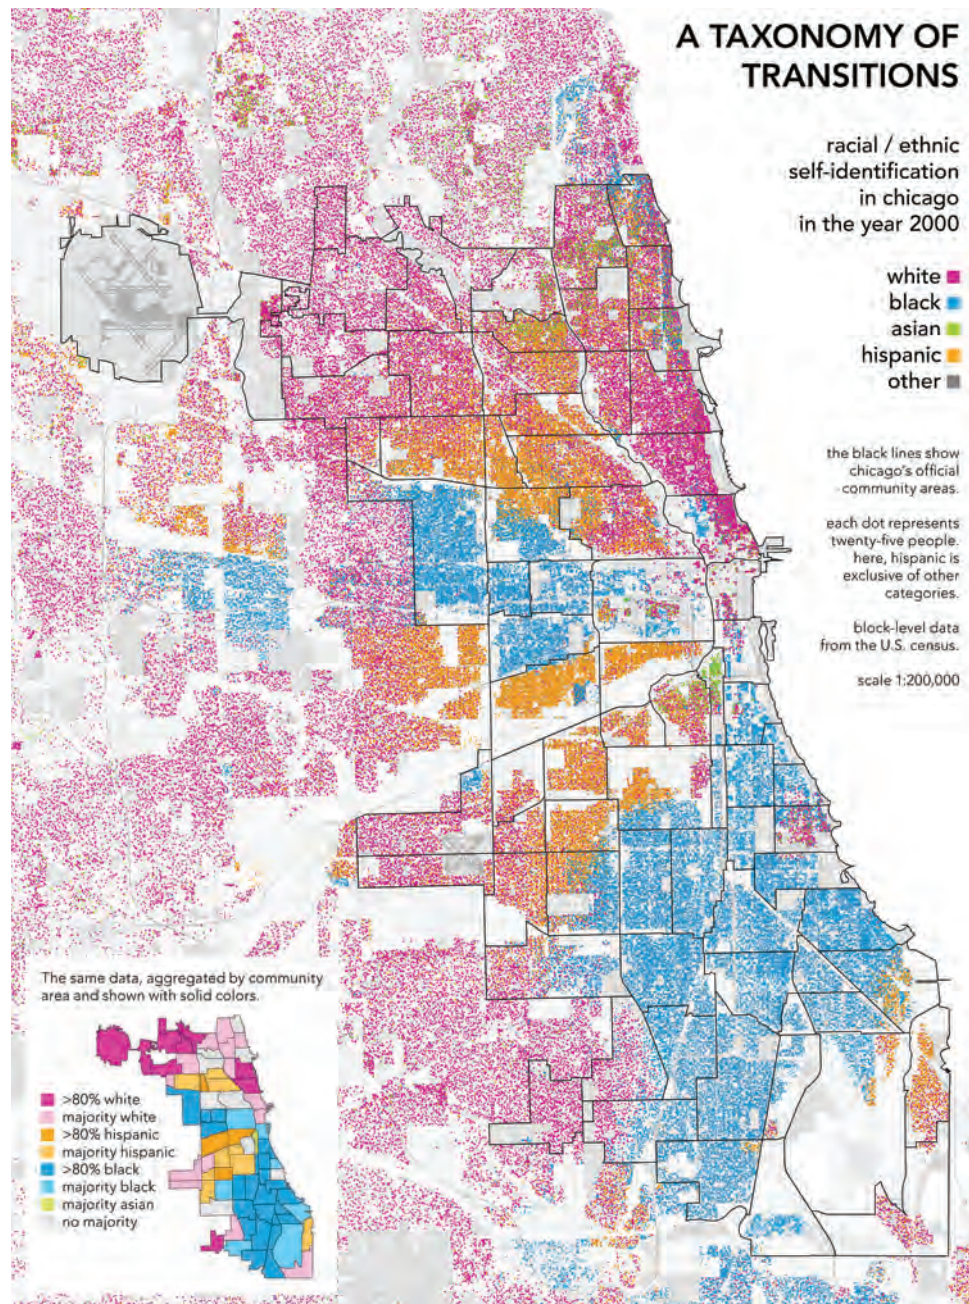 A TAXONOMY OF
TRANSITIONS
racial / ethnic
self-identification
in chicago
in the year 2000
white
black
asian
hispanic
other
the black lines show
chicago's official
community areas.
each dot represents
twenty-five people.
here, hispanic is
exclusive of other
categories.
block-level data
from the U.S. census.
scale 1:200,000
The same data, aggregated by community
area and shown with solid colors.
>80% white
majority white
>80% hispanic
majority hispanic
>80% black
majority black
majority asian
no majority